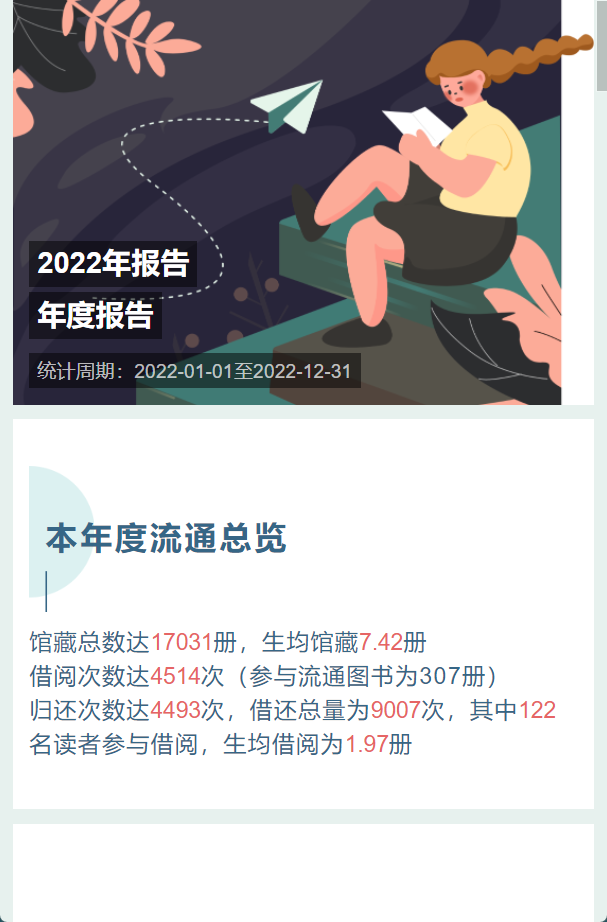 2022年报告
年度报告
统计周期：2022-01-01至2022-12-31
本年度流通总览
馆藏总数达17031册，生均馆藏7.42册
借阅次数达4514次（参与流通图书为307册）
归还次数达4493次，借还总量为9007次，其中122
名读者参与借阅，生均借阅为1.97册